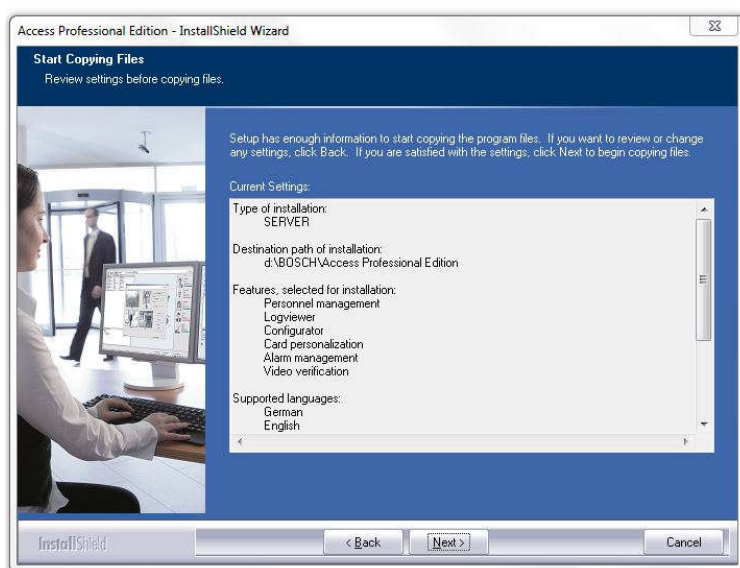 Access Professional Edition - InstallShield Wizard
Start Copying Files
Review settings before copying files.
Setup has enough information to start copying the program files. If you want to review or change
any settings, click Back. If you are satisfied with the settings, click Next to begin copying files.
Current Settings:
Type of installation:
SERVER
Destination path of installation:
d:\BOSCH\Access Professional Edition
Features, selected for installation:
Personnel management
Logviewer
Configurator
Card personalization
Alarm management
Video verification
Supported languages:
German
English
InstallShield
< Back
Next >
Cancel